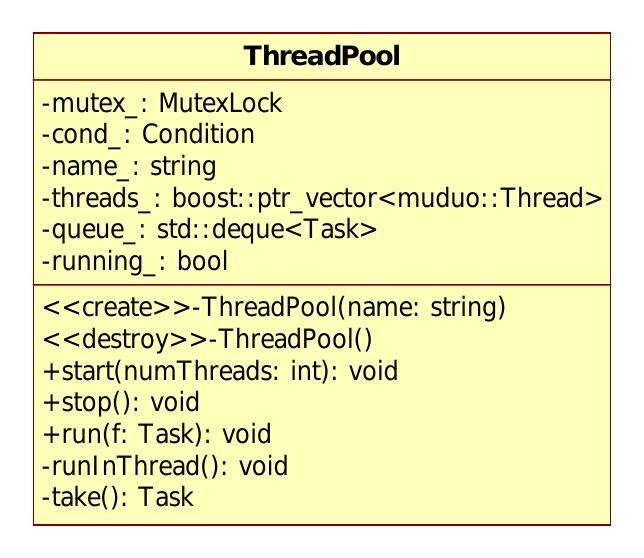 ThreadPool
-mutex_: MutexLock
-cond_: Condition
-name_: string
-threads_: boost::ptr_vector<muduo::Thread>
-queue_: std::deque<Task>
-running_: bool
<<create>>-ThreadPool(name: string)
<<destroy>>-ThreadPool()
+start(numThreads: int): void
+stop(): void
+run(f: Task): void
-runInThread(): void
-take(): Task